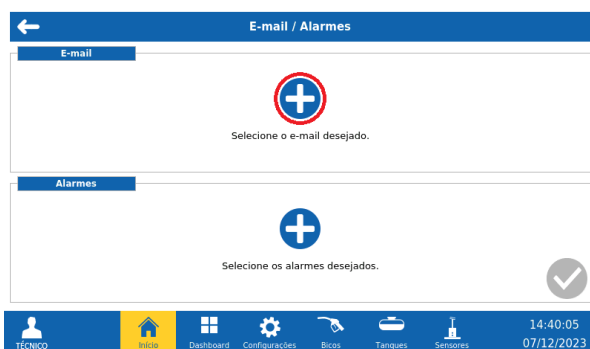 E-mail / Alarmes
E-mail
Selecione o e-mail desejado.
Alarmes
Selecione os alarmes desejados.
TÉCNICO
Início
Dashboard
Configurações
Bicos
Tanques
Sensores
14:40:05
07/12/2023